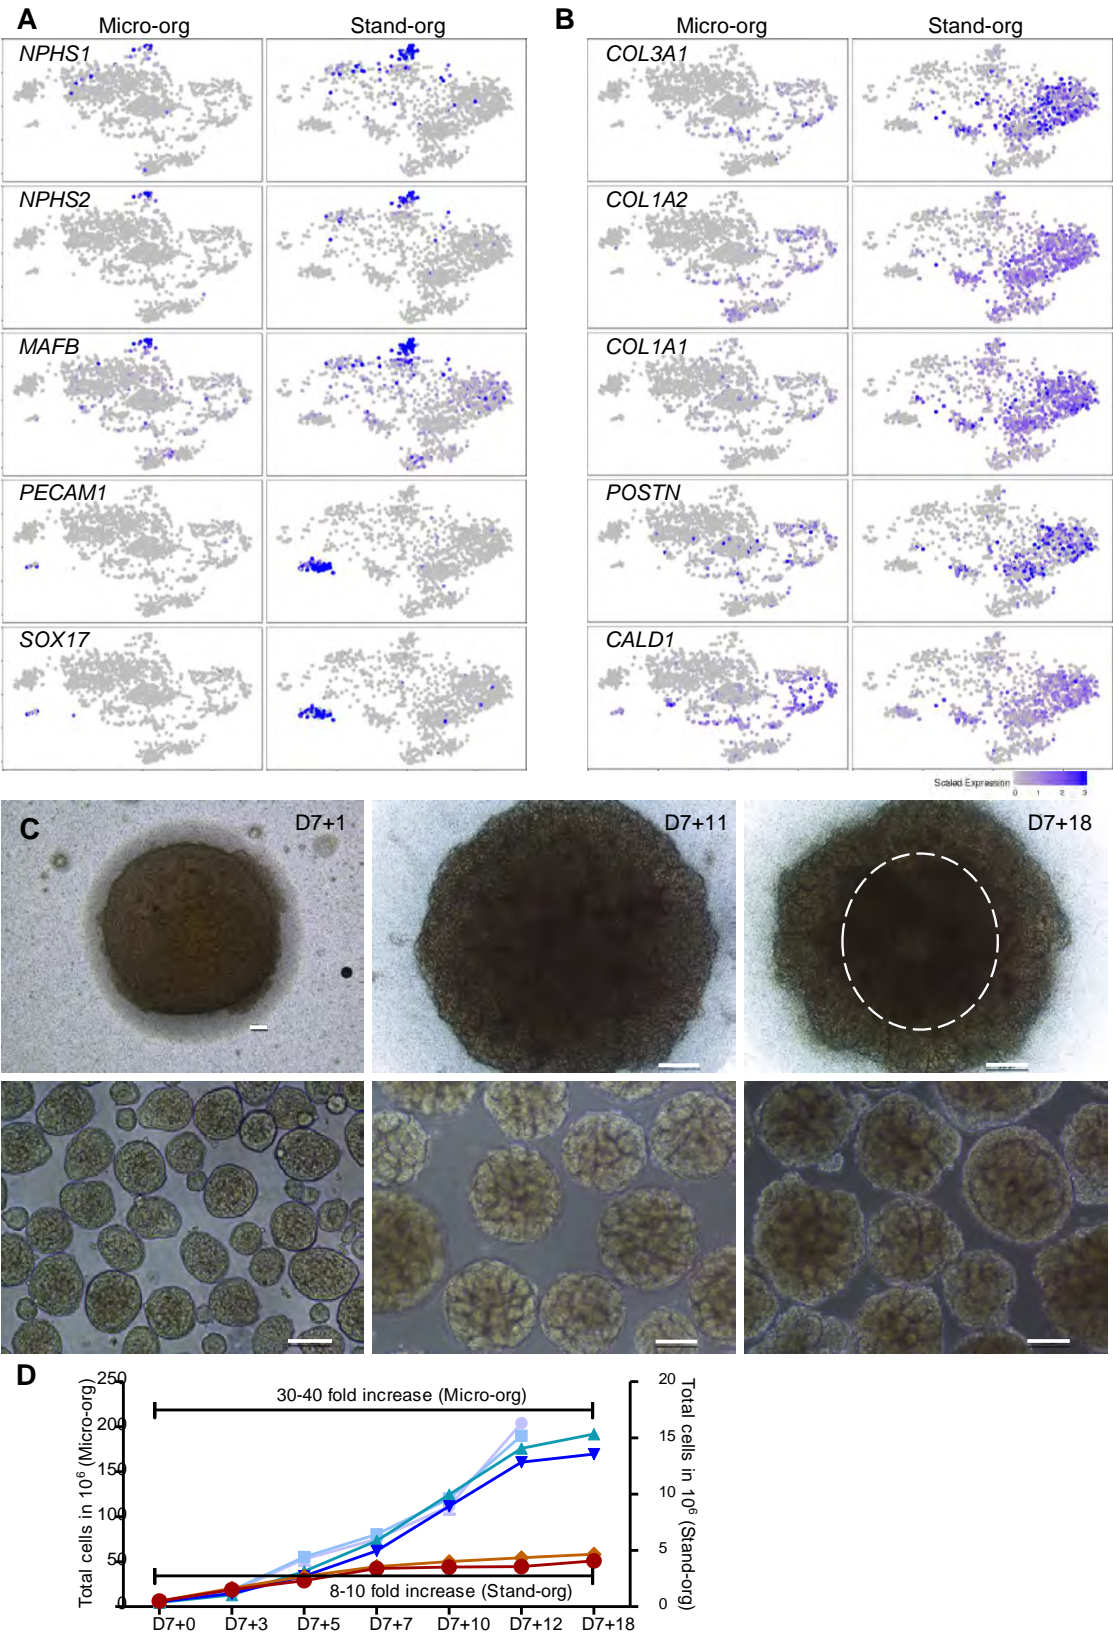 A
Micro-org
Stand-org
NPHS1
NPHS2
MAFB
PECAM1
SOX17
B
Micro-org
Stand-org
COL3A1
COL1A2
COL1A1
POSTN
CALD1
Scaled Expression
0 1 2 3
C
D7+1
D7+11
D7+18
D
250
200
150
100
50
0
Total cells in 10⁶ (Micro-org)
30-40 fold increase (Micro-org)
8-10 fold increase (Stand-org)
20
15
10
5
0
Total cells in 10⁶ (Stand-org)
D7+0 D7+3 D7+5 D7+7 D7+10 D7+12 D7+18